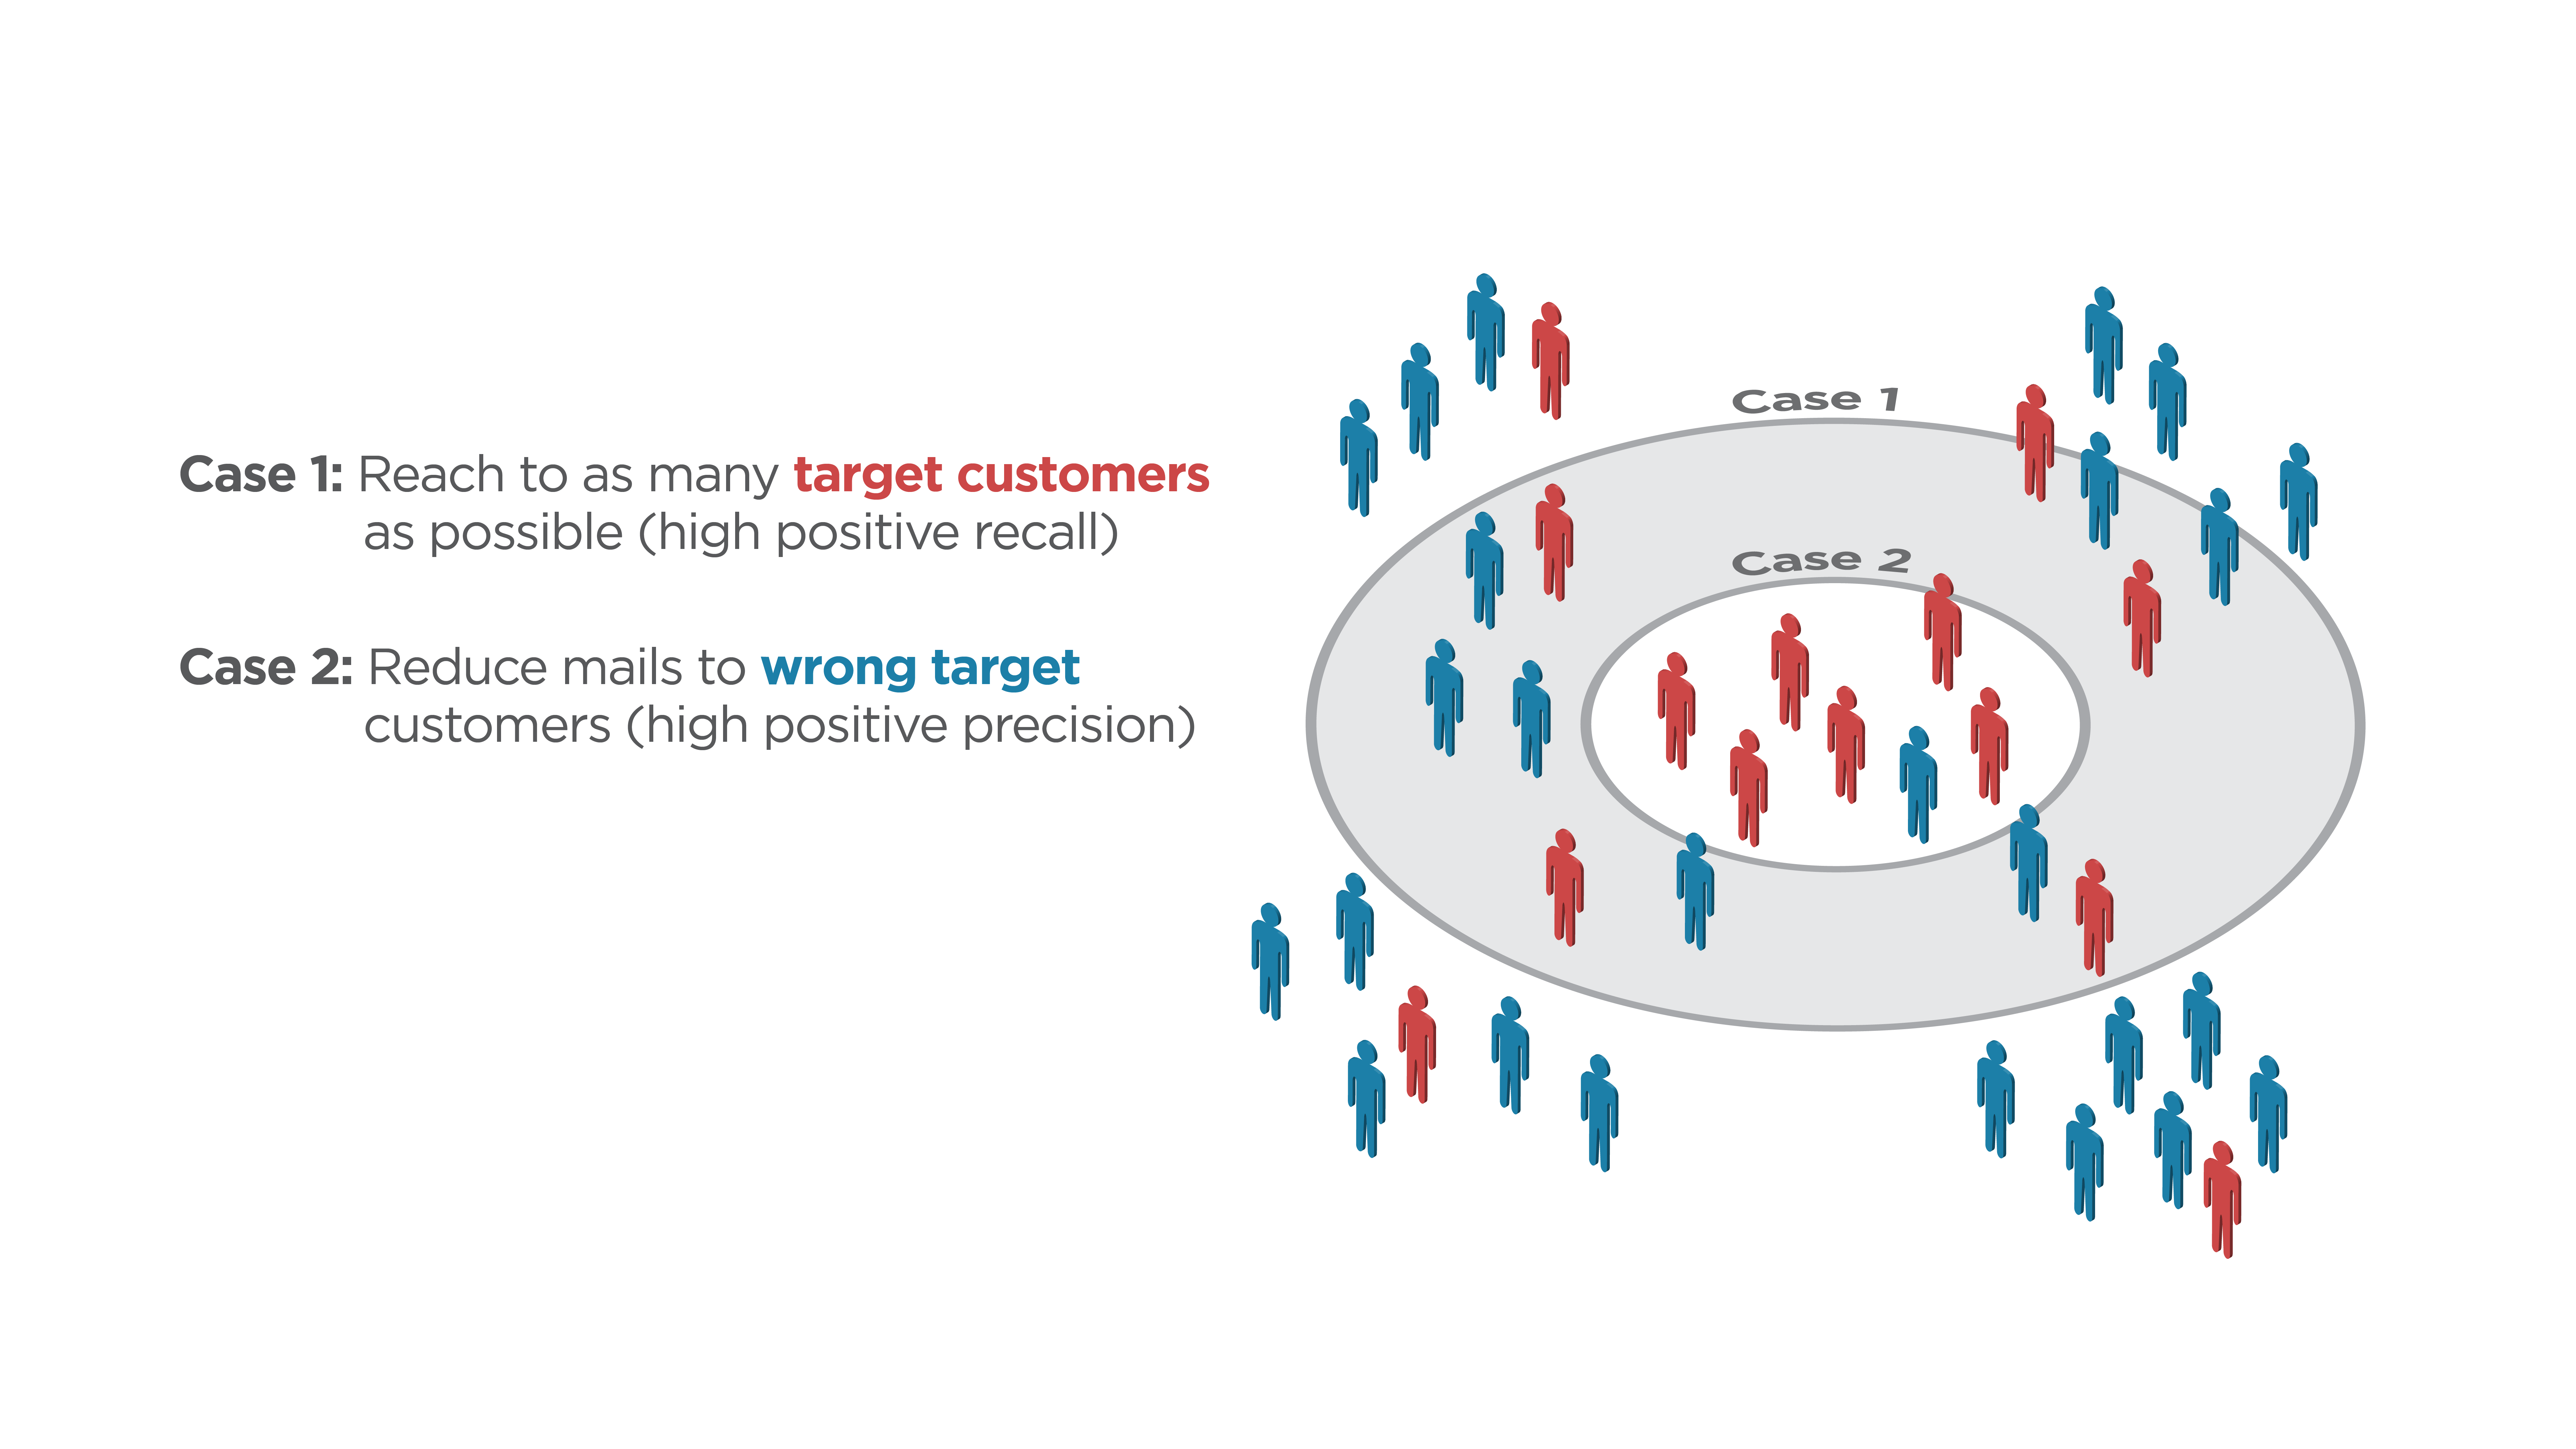 Case 1: Reach to as many target customers
as possible (high positive recall)
Case 2: Reduce mails to wrong target
customers (high positive precision)
Case 1
Case 2